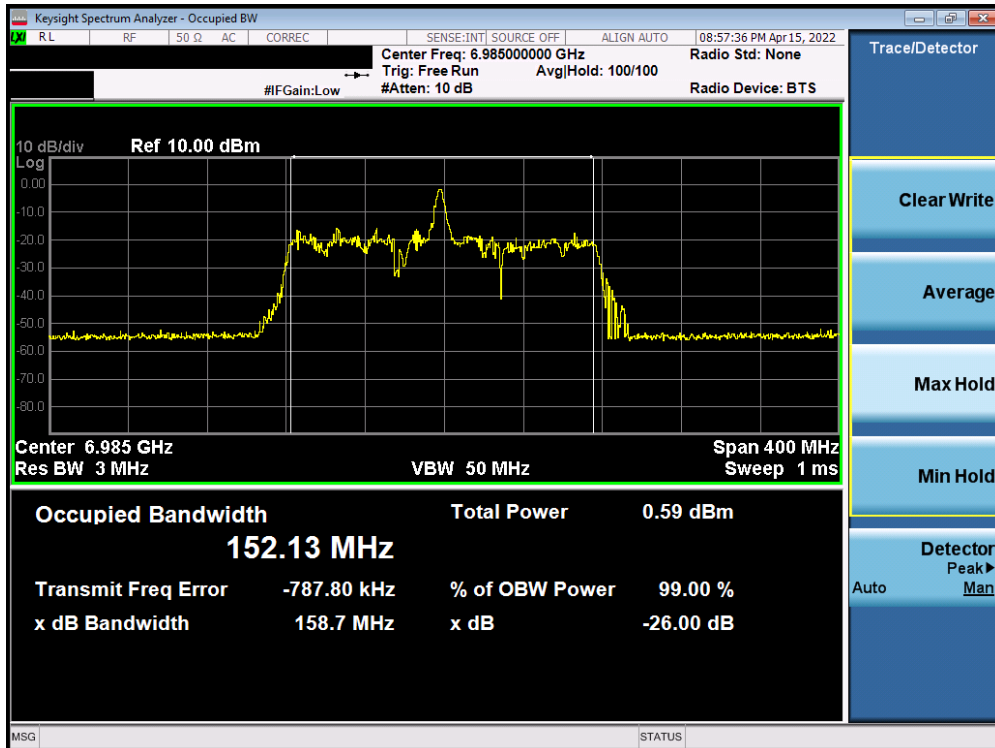 Keysight Spectrum Analyzer - Occupied BW
LXI RL RF 50 Ω AC CORREC SENSE:INT SOURCE OFF ALIGN AUTO 08:57:36 PM Apr 15, 2022
Center Freq: 6.985000000 GHz Radio Std: None
Trig: Free Run Avg|Hold: 100/100
#IFGain:Low #Atten: 10 dB Radio Device: BTS
10 dB/div Ref 10.00 dBm
Log
0.00
-10.0
-20.0
-30.0
-40.0
-50.0
-60.0
-70.0
-80.0
Center 6.985 GHz Span 400 MHz
Res BW 3 MHz VBW 50 MHz Sweep 1 ms
Occupied Bandwidth Total Power 0.59 dBm
152.13 MHz
Transmit Freq Error -787.80 kHz % of OBW Power 99.00 %
x dB Bandwidth 158.7 MHz x dB -26.00 dB
Trace/Detector
Clear Write
Average
Max Hold
Min Hold
Detector
Peak▶
Auto Man
MSG STATUS